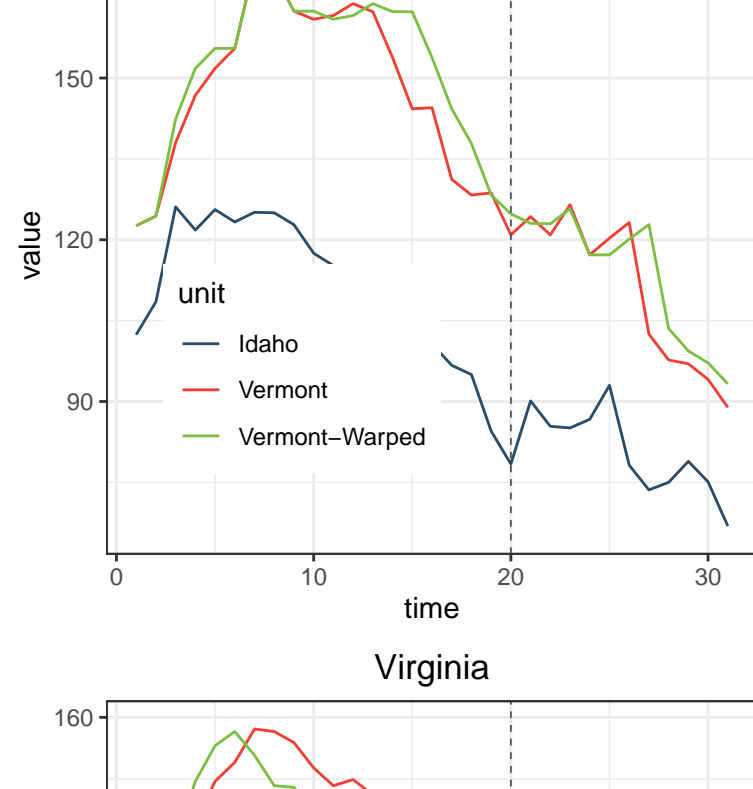 150
120
90
value
unit
Idaho
Vermont
Vermont–Warped
0 10 20 30
time
Virginia
160